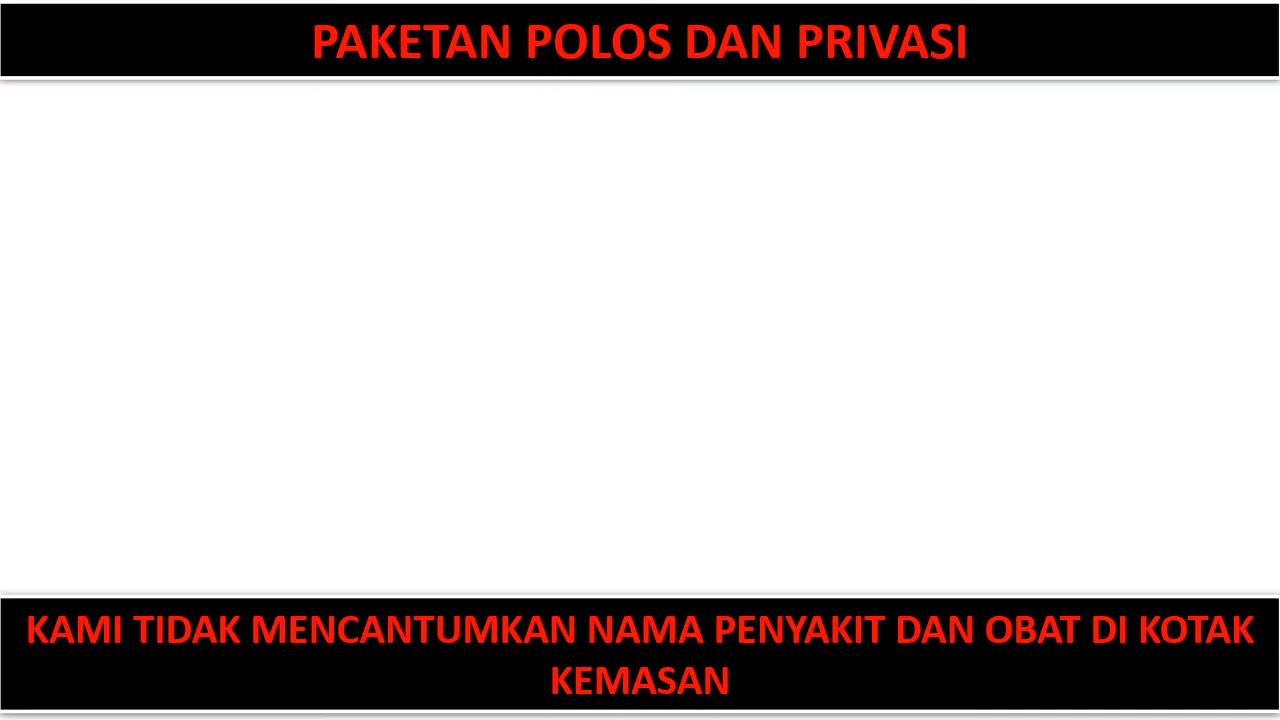 PAKETAN POLOS DAN PRIVASI
KAMI TIDAK MENCANTUMKAN NAMA PENYAKIT DAN OBAT DI KOTAK
KEMASAN